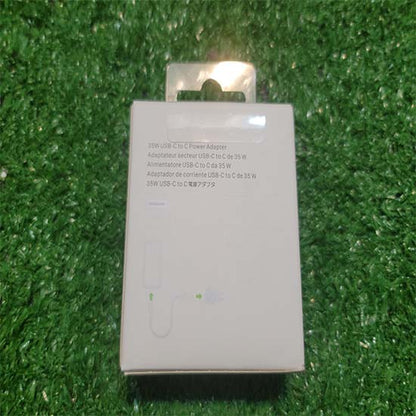 35W USB-C to C Power Adapter
Adaptateur secteur USB-C to C de 35 W
Alimentatore USB-C to C da 35 W
Adaptador de corriente USB-C to C de 35 W
35W USB-C to C電源アダプタ